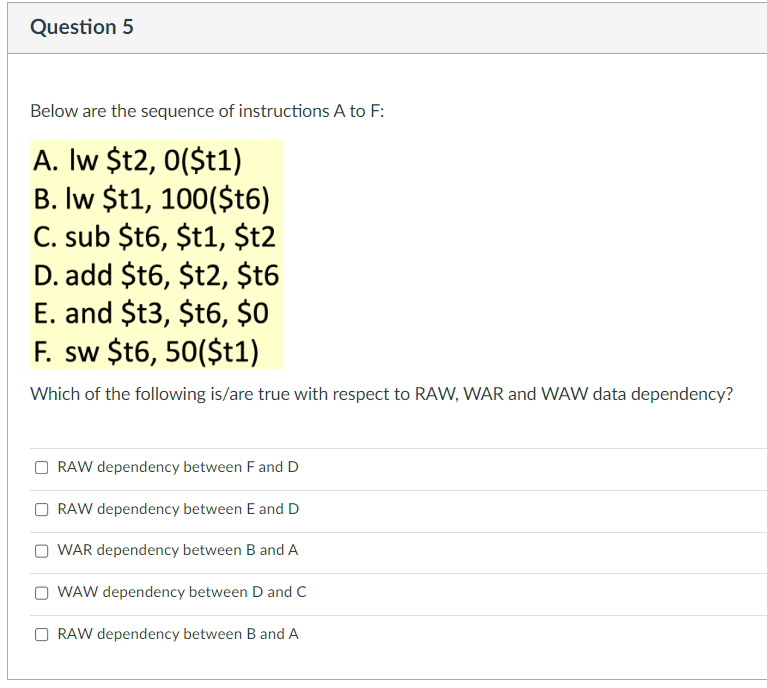 Question 5
Below are the sequence of instructions A to F:
A. lw $t2, 0($t1)
B. lw $t1, 100($t6)
C. sub $t6, $t1, $t2
D. add $t6, $t2, $t6
E. and $t3, $t6, $0
F. sw $t6, 50($t1)
Which of the following is/are true with respect to RAW, WAR and WAW data dependency?
RAW dependency between F and D
RAW dependency between E and D
WAR dependency between B and A
WAW dependency between D and C
RAW dependency between B and A